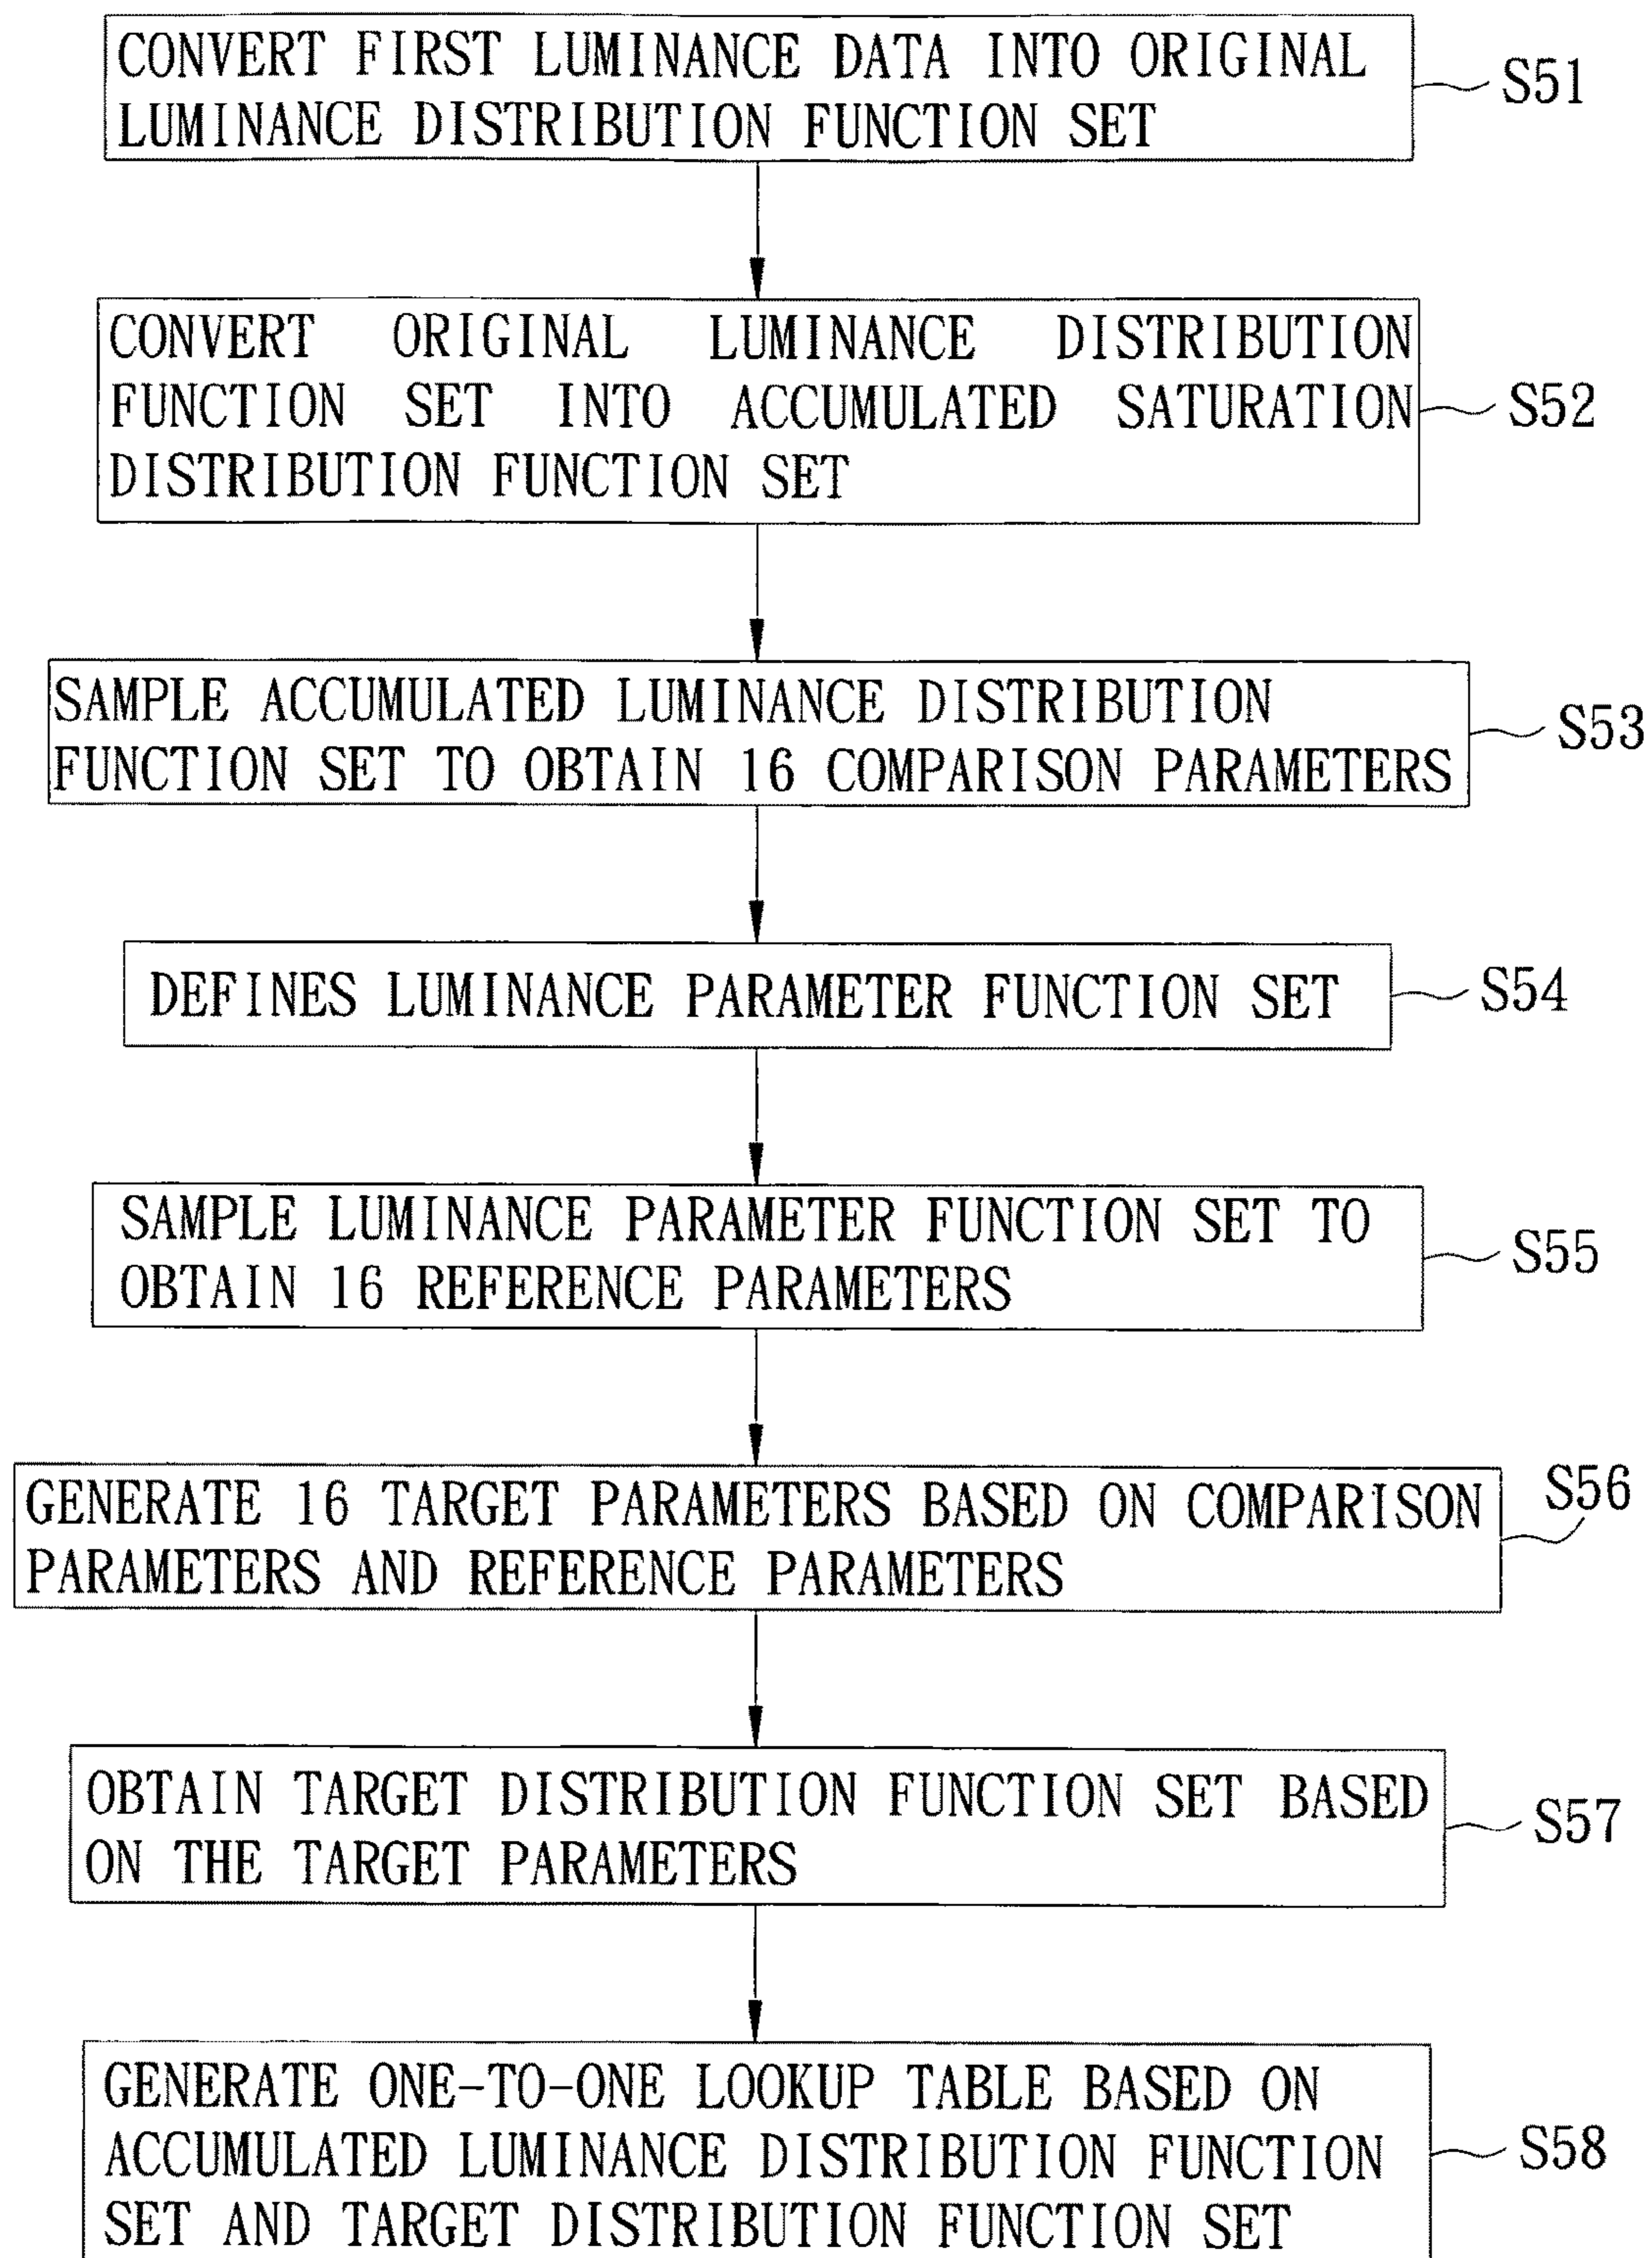 CONVERT FIRST LUMINANCE DATA INTO ORIGINAL
LUMINANCE DISTRIBUTION FUNCTION SET
S51
CONVERT ORIGINAL LUMINANCE DISTRIBUTION
FUNCTION SET INTO ACCUMULATED SATURATION
DISTRIBUTION FUNCTION SET
S52
SAMPLE ACCUMULATED LUMINANCE DISTRIBUTION
FUNCTION SET TO OBTAIN 16 COMPARISON PARAMETERS
S53
DEFINES LUMINANCE PARAMETER FUNCTION SET
S54
SAMPLE LUMINANCE PARAMETER FUNCTION SET TO
OBTAIN 16 REFERENCE PARAMETERS
S55
GENERATE 16 TARGET PARAMETERS BASED ON COMPARISON
PARAMETERS AND REFERENCE PARAMETERS
S56
OBTAIN TARGET DISTRIBUTION FUNCTION SET BASED
ON THE TARGET PARAMETERS
S57
GENERATE ONE-TO-ONE LOOKUP TABLE BASED ON
ACCUMULATED LUMINANCE DISTRIBUTION FUNCTION
SET AND TARGET DISTRIBUTION FUNCTION SET
S58